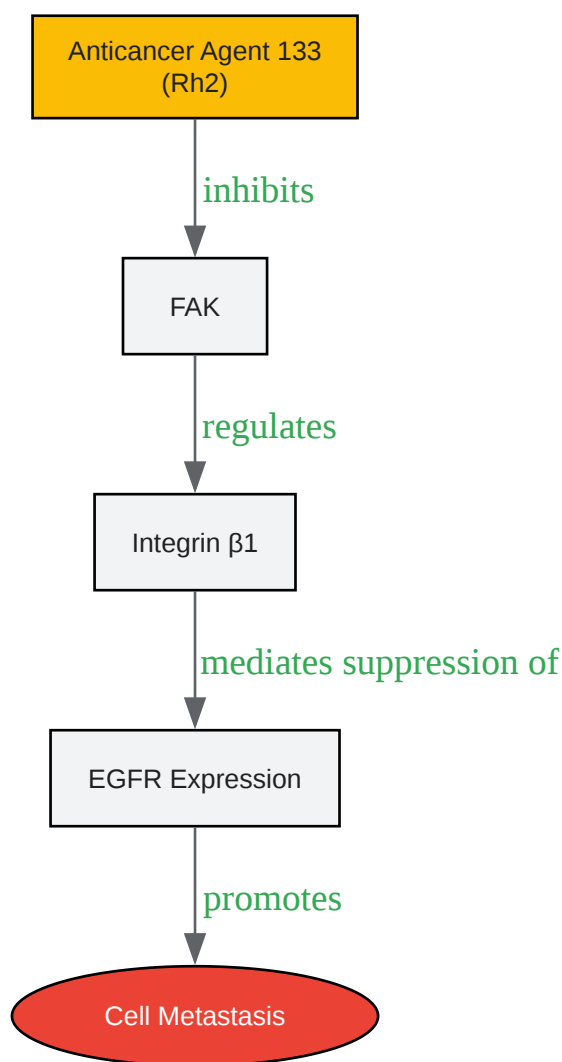 Anticancer Agent 133
(Rh2)
inhibits
FAK
regulates
Integrin β1
mediates suppression of
EGFR Expression
promotes
Cell Metastasis